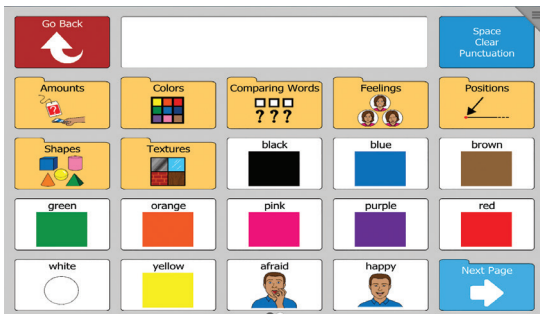 Go Back
Space
Clear
Punctuation
Amounts
Colors
Comparing Words
Feelings
Positions
?
? ? ?
Shapes
Textures
black
blue
brown
green
orange
pink
purple
red
white
yellow
afraid
happy
Next Page